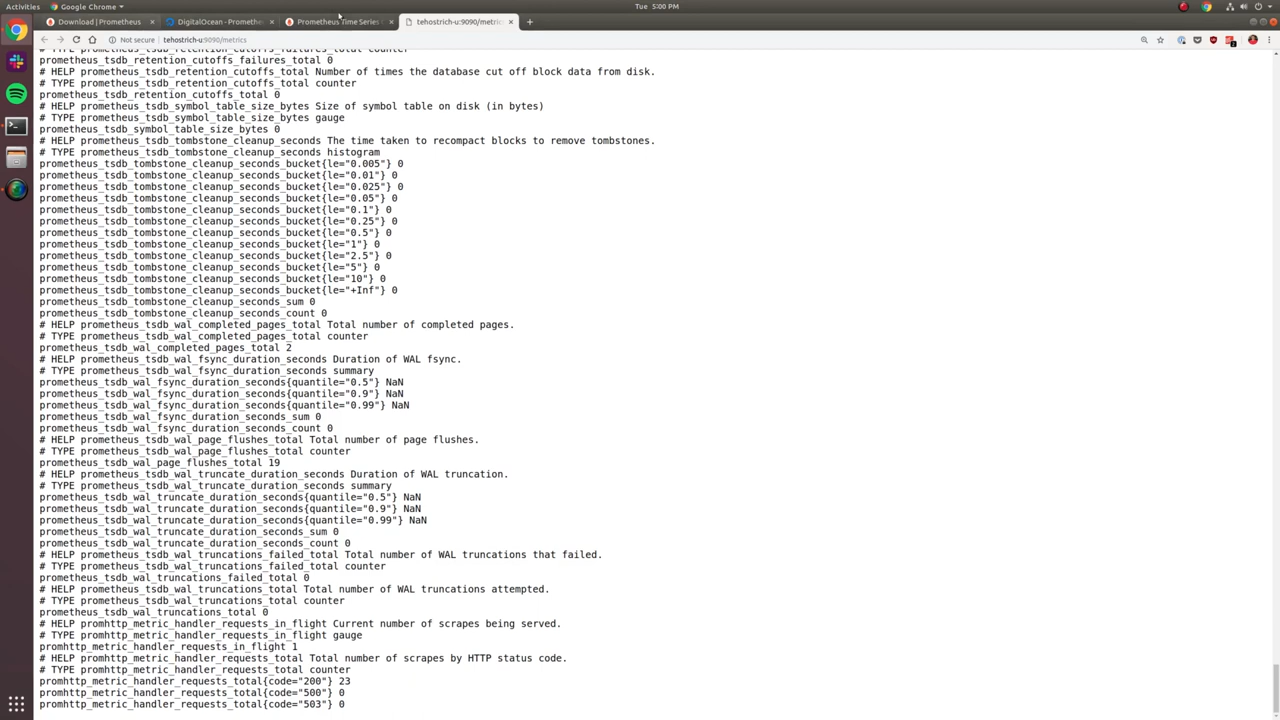 Activities
Google Chrome
Tue 5:00 PM
Download | Prometheus
DigitalOcean - Promethe
Prometheus Time Series
tehostrich-u:9090/metric
Not secure
tehostrich-u:9090/metrics
# TYPE prometheus_tsdb_retention_cutoffs_failures_total counter
prometheus_tsdb_retention_cutoffs_failures_total 0
# HELP prometheus_tsdb_retention_cutoffs_total Number of times the database cut off block data from disk.
# TYPE prometheus_tsdb_retention_cutoffs_total counter
prometheus_tsdb_retention_cutoffs_total 0
# HELP prometheus_tsdb_symbol_table_size_bytes Size of symbol table on disk (in bytes)
# TYPE prometheus_tsdb_symbol_table_size_bytes gauge
prometheus_tsdb_symbol_table_size_bytes 0
# HELP prometheus_tsdb_tombstone_cleanup_seconds The time taken to recompact blocks to remove tombstones.
# TYPE prometheus_tsdb_tombstone_cleanup_seconds histogram
prometheus_tsdb_tombstone_cleanup_seconds_bucket{le="0.005"} 0
prometheus_tsdb_tombstone_cleanup_seconds_bucket{le="0.01"} 0
prometheus_tsdb_tombstone_cleanup_seconds_bucket{le="0.025"} 0
prometheus_tsdb_tombstone_cleanup_seconds_bucket{le="0.05"} 0
prometheus_tsdb_tombstone_cleanup_seconds_bucket{le="0.1"} 0
prometheus_tsdb_tombstone_cleanup_seconds_bucket{le="0.25"} 0
prometheus_tsdb_tombstone_cleanup_seconds_bucket{le="0.5"} 0
prometheus_tsdb_tombstone_cleanup_seconds_bucket{le="1"} 0
prometheus_tsdb_tombstone_cleanup_seconds_bucket{le="2.5"} 0
prometheus_tsdb_tombstone_cleanup_seconds_bucket{le="5"} 0
prometheus_tsdb_tombstone_cleanup_seconds_bucket{le="10"} 0
prometheus_tsdb_tombstone_cleanup_seconds_bucket{le="+Inf"} 0
prometheus_tsdb_tombstone_cleanup_seconds_sum 0
prometheus_tsdb_tombstone_cleanup_seconds_count 0
# HELP prometheus_tsdb_wal_completed_pages_total Total number of completed pages.
# TYPE prometheus_tsdb_wal_completed_pages_total counter
prometheus_tsdb_wal_completed_pages_total 2
# HELP prometheus_tsdb_wal_fsync_duration_seconds Duration of WAL fsync.
# TYPE prometheus_tsdb_wal_fsync_duration_seconds summary
prometheus_tsdb_wal_fsync_duration_seconds{quantile="0.5"} NaN
prometheus_tsdb_wal_fsync_duration_seconds{quantile="0.9"} NaN
prometheus_tsdb_wal_fsync_duration_seconds{quantile="0.99"} NaN
prometheus_tsdb_wal_fsync_duration_seconds_sum 0
prometheus_tsdb_wal_fsync_duration_seconds_count 0
# HELP prometheus_tsdb_wal_page_flushes_total Total number of page flushes.
# TYPE prometheus_tsdb_wal_page_flushes_total counter
prometheus_tsdb_wal_page_flushes_total 19
# HELP prometheus_tsdb_wal_truncate_duration_seconds Duration of WAL truncation.
# TYPE prometheus_tsdb_wal_truncate_duration_seconds summary
prometheus_tsdb_wal_truncate_duration_seconds{quantile="0.5"} NaN
prometheus_tsdb_wal_truncate_duration_seconds{quantile="0.9"} NaN
prometheus_tsdb_wal_truncate_duration_seconds{quantile="0.99"} NaN
prometheus_tsdb_wal_truncate_duration_seconds_sum 0
prometheus_tsdb_wal_truncate_duration_seconds_count 0
# HELP prometheus_tsdb_wal_truncations_failed_total Total number of WAL truncations that failed.
# TYPE prometheus_tsdb_wal_truncations_failed_total counter
prometheus_tsdb_wal_truncations_failed_total 0
# HELP prometheus_tsdb_wal_truncations_total Total number of WAL truncations attempted.
# TYPE prometheus_tsdb_wal_truncations_total counter
prometheus_tsdb_wal_truncations_total 0
# HELP promhttp_metric_handler_requests_in_flight Current number of scrapes being served.
# TYPE promhttp_metric_handler_requests_in_flight gauge
promhttp_metric_handler_requests_in_flight 1
# HELP promhttp_metric_handler_requests_total Total number of scrapes by HTTP status code.
# TYPE promhttp_metric_handler_requests_total counter
promhttp_metric_handler_requests_total{code="200"} 23
promhttp_metric_handler_requests_total{code="500"} 0
promhttp_metric_handler_requests_total{code="503"} 0